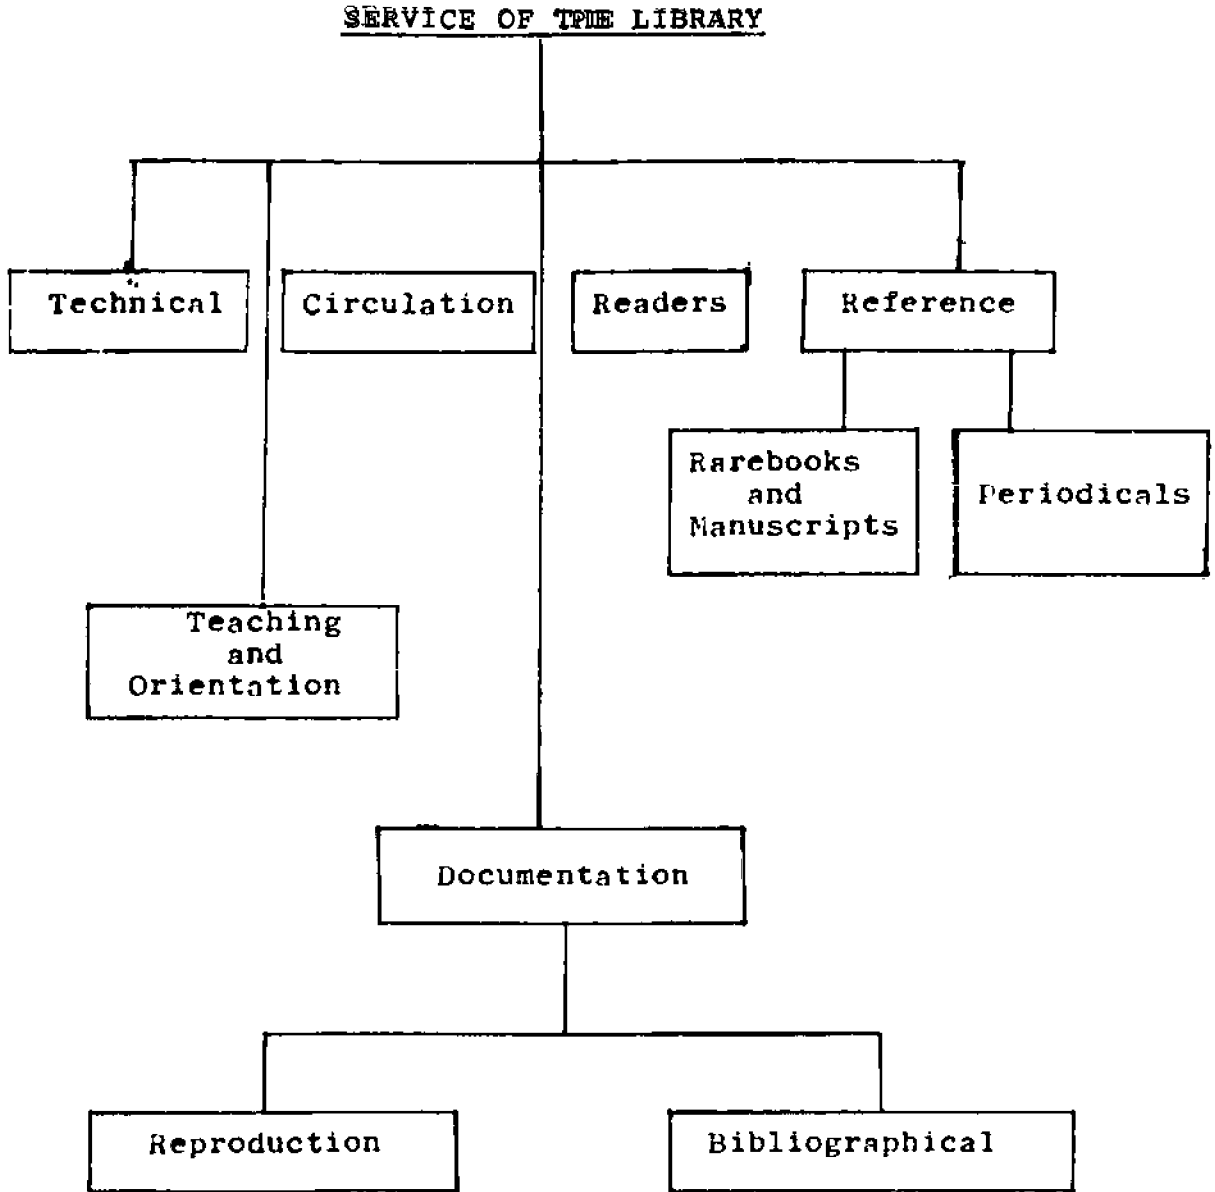 SERVICE OF THE LIBRARY
Technical
Circulation
Readers
Reference
Rarebooks
and
Manuscripts
Periodicals
Teaching
and
Orientation
Documentation
Reproduction
Bibliographical